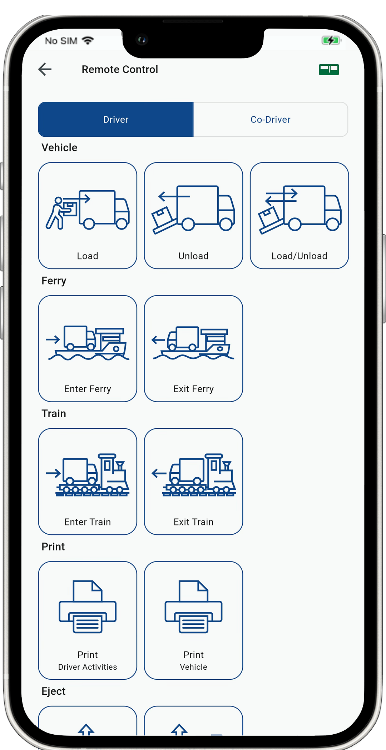 No SIM
Remote Control
Driver Co-Driver
Vehicle
Load Unload Load/Unload
Ferry
Enter Ferry Exit Ferry
Train
Enter Train Exit Train
Print
Print Print
Driver Activities Vehicle
Eject